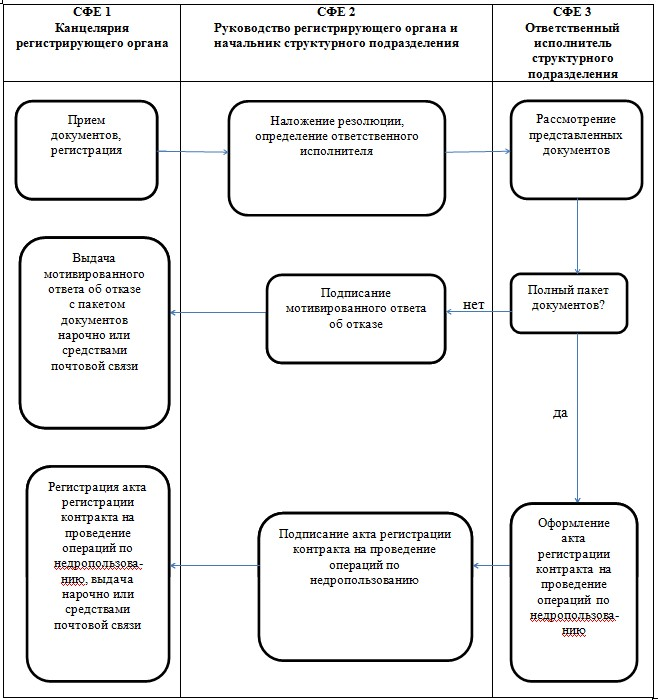 СФЕ 1
Канцелярия
регистрирующего органа
СФЕ 2
Руководство регистрирующего органа и
начальник структурного подразделения
СФЕ 3
Ответственный
исполнитель
структурного
подразделения
Прием
документов,
регистрация
Наложение резолюции,
определение ответственного
исполнителя
Рассмотрение
представленных
документов
Выдача
мотивированного
ответа об отказе
с пакетом
документов
нарочно или
средствами
почтовой связи
Подписание
мотивированного ответа
об отказе
нет
Полный пакет
документов?
да
Регистрация акта
регистрации
контракта на
проведение
операций по
недропользова-
нию, выдача
нарочно или
средствами
почтовой связи
Подписание акта регистрации
контракта на проведение
операций по
недропользованию
Оформление
акта
регистрации
контракта на
проведение
операций по
недропользова-
нию